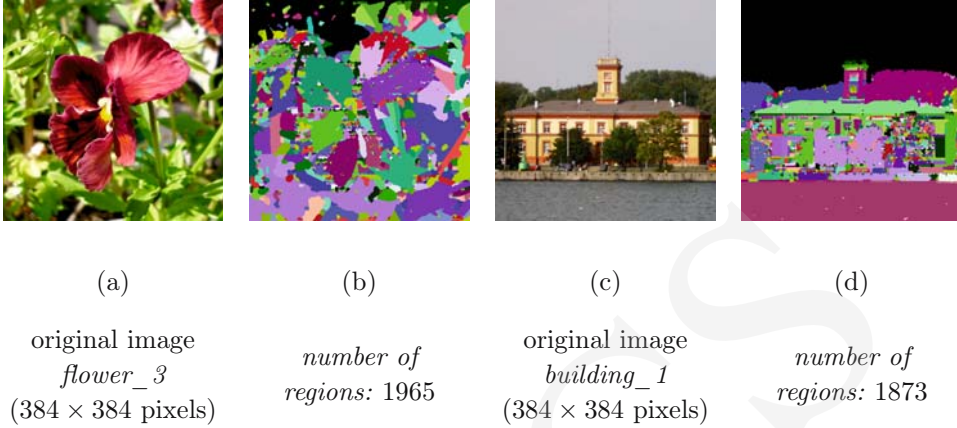 (a)
(b)
(c)
(d)
original image
flower_3
(384 × 384 pixels)
number of
regions: 1965
original image
building_1
(384 × 384 pixels)
number of
regions: 1873
CS